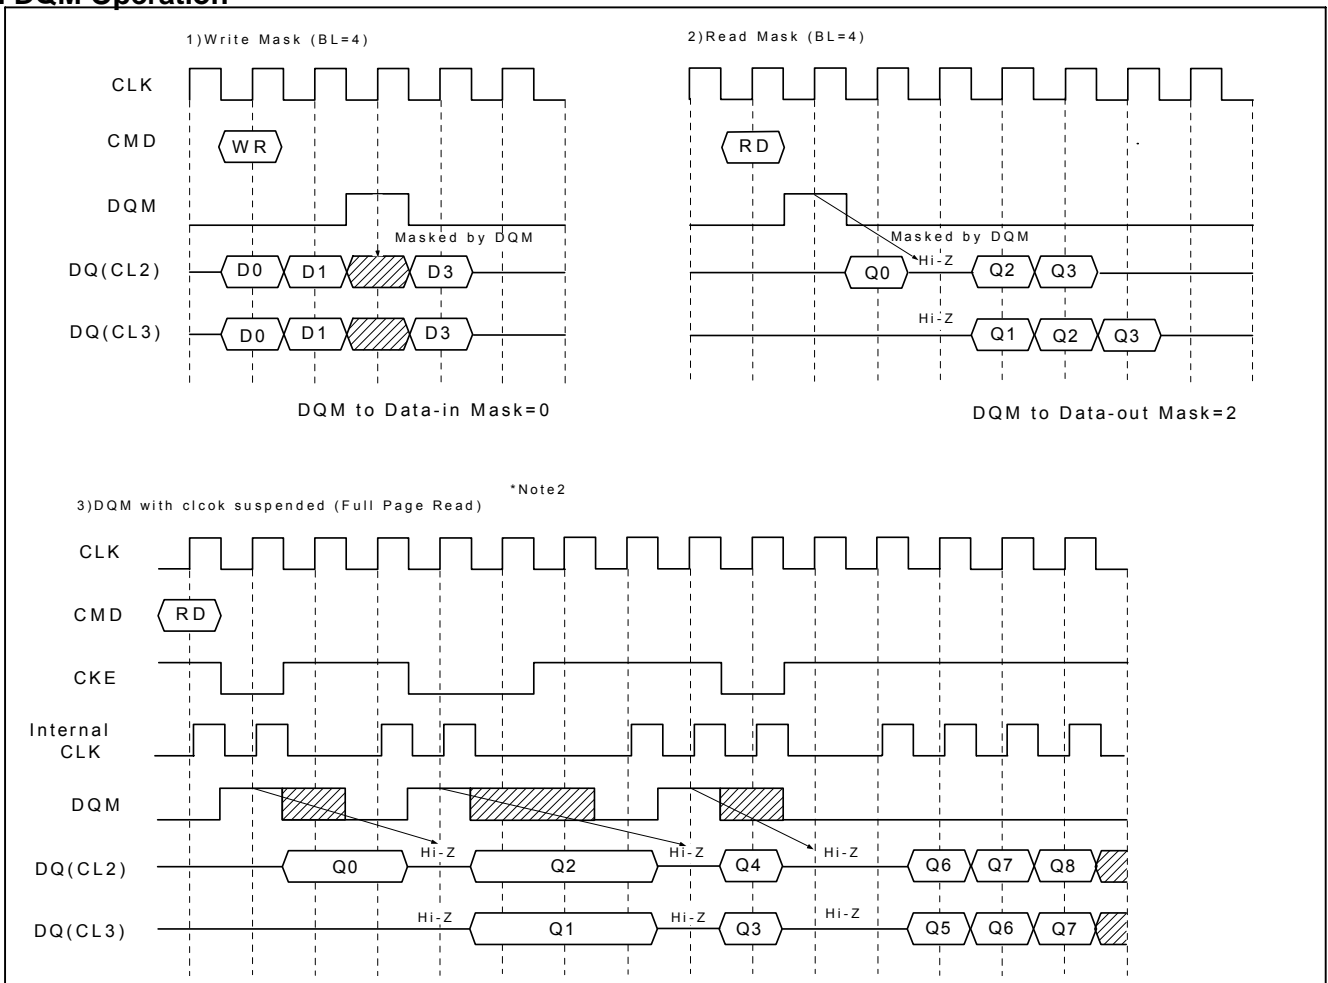 DQM Operation
1)Write Mask (BL=4)
CLK
CMD WR
DQM
Masked by DQM
DQ(CL2) D0 D1 D3
DQ(CL3) D0 D1 D3
DQM to Data-in Mask=0
2)Read Mask (BL=4)
RD
Masked by DQM
Q0 Hi-Z Q2 Q3
Hi-Z Q1 Q2 Q3
DQM to Data-out Mask=2
*Note2
3)DQM with clcok suspended (Full Page Read)
CLK
CMD RD
CKE
Internal
CLK
DQM
DQ(CL2) Q0 Hi-Z Q2 Hi-Z Q4 Hi-Z Q6 Q7 Q8
DQ(CL3) Hi-Z Q1 Hi-Z Q3 Hi-Z Q5 Q6 Q7